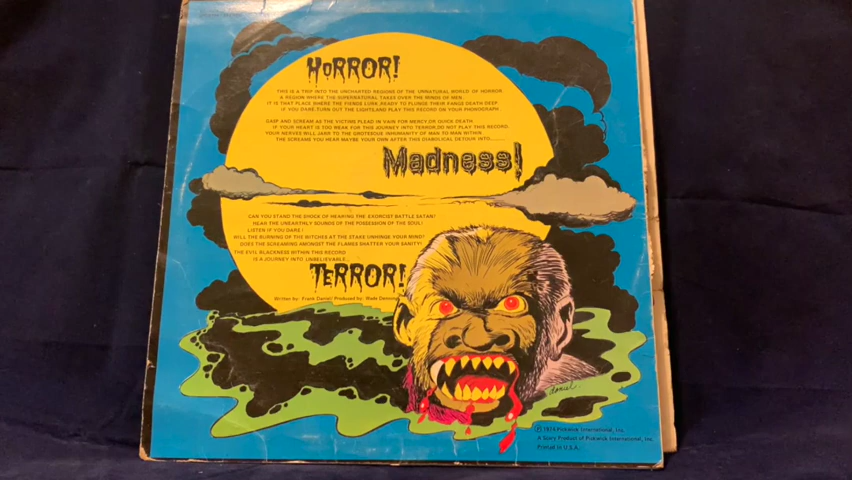 HORROR!
THIS IS A TRIP INTO THE UNCHARTED REGIONS OF THE UNNATURAL WORLD OF HORROR
A REGION WHERE THE SUPERNATURAL TAKES OVER THE MINDS OF MEN.
IT IS THAT PLACE WHERE THE FIENDS LURK READY TO PLUNGE THEIR FANGS DEATH DEEP
IF YOU DARE,TURN OUT THE LIGHTS,AND PLAY THIS RECORD ON YOUR PHONOGRAPH.
GASP AND SCREAM AS THE VICTIMS PLEAD IN VAIN FOR MERCY,OR QUICK DEATH
IF YOUR HEART IS TOO WEAK FOR THIS JOURNEY INTO TERROR,DO NOT PLAY THIS RECORD.
YOUR NERVES WILL JARR TO THE GROTESQUE INHUMANITY OF MAN TO MAN WITHIN.
THE SCREAMS YOU HEAR MAYBE YOUR OWN AFTER THIS DIABOLICAL DETOUR INTO........
Madness!
CAN YOU STAND THE SHOCK OF HEARING THE EXORCIST BATTLE SATAN?
HEAR THE UNEARTHLY SOUNDS OF THE POSSESSION OF THE SOUL!
LISTEN IF YOU DARE!
WILL THE BURNING OF THE WITCHES AT THE STAKE UNHINGE YOUR MIND?
DOES THE SCREAMING AMONGST THE FLAMES SHATTER YOUR SANITY!
THE EVIL BLACKNESS WITHIN THIS RECORD
IS A JOURNEY INTO UNBELIEVABLE..
TERROR!
Written by: Frank Daniel/ Produced by: Wade Denning
daniel
Ⓟ 1974 Pickwick International, Inc.
A Story Product of Pickwick International, Inc.
Printed in U.S.A.